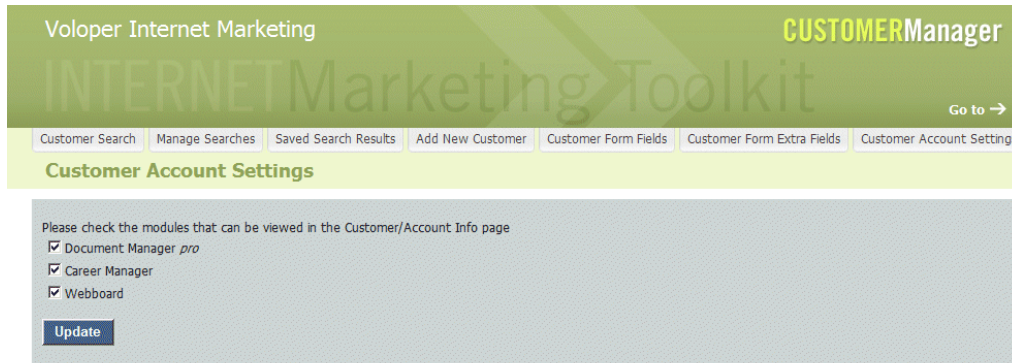 Voloper Internet Marketing
CUSTOMERManager
INTERNETMarketing Toolkit
Go to →
Customer Search Manage Searches Saved Search Results Add New Customer Customer Form Fields Customer Form Extra Fields Customer Account Setting
Customer Account Settings
Please check the modules that can be viewed in the Customer/Account Info page
Document Manager pro
Career Manager
Webboard
Update